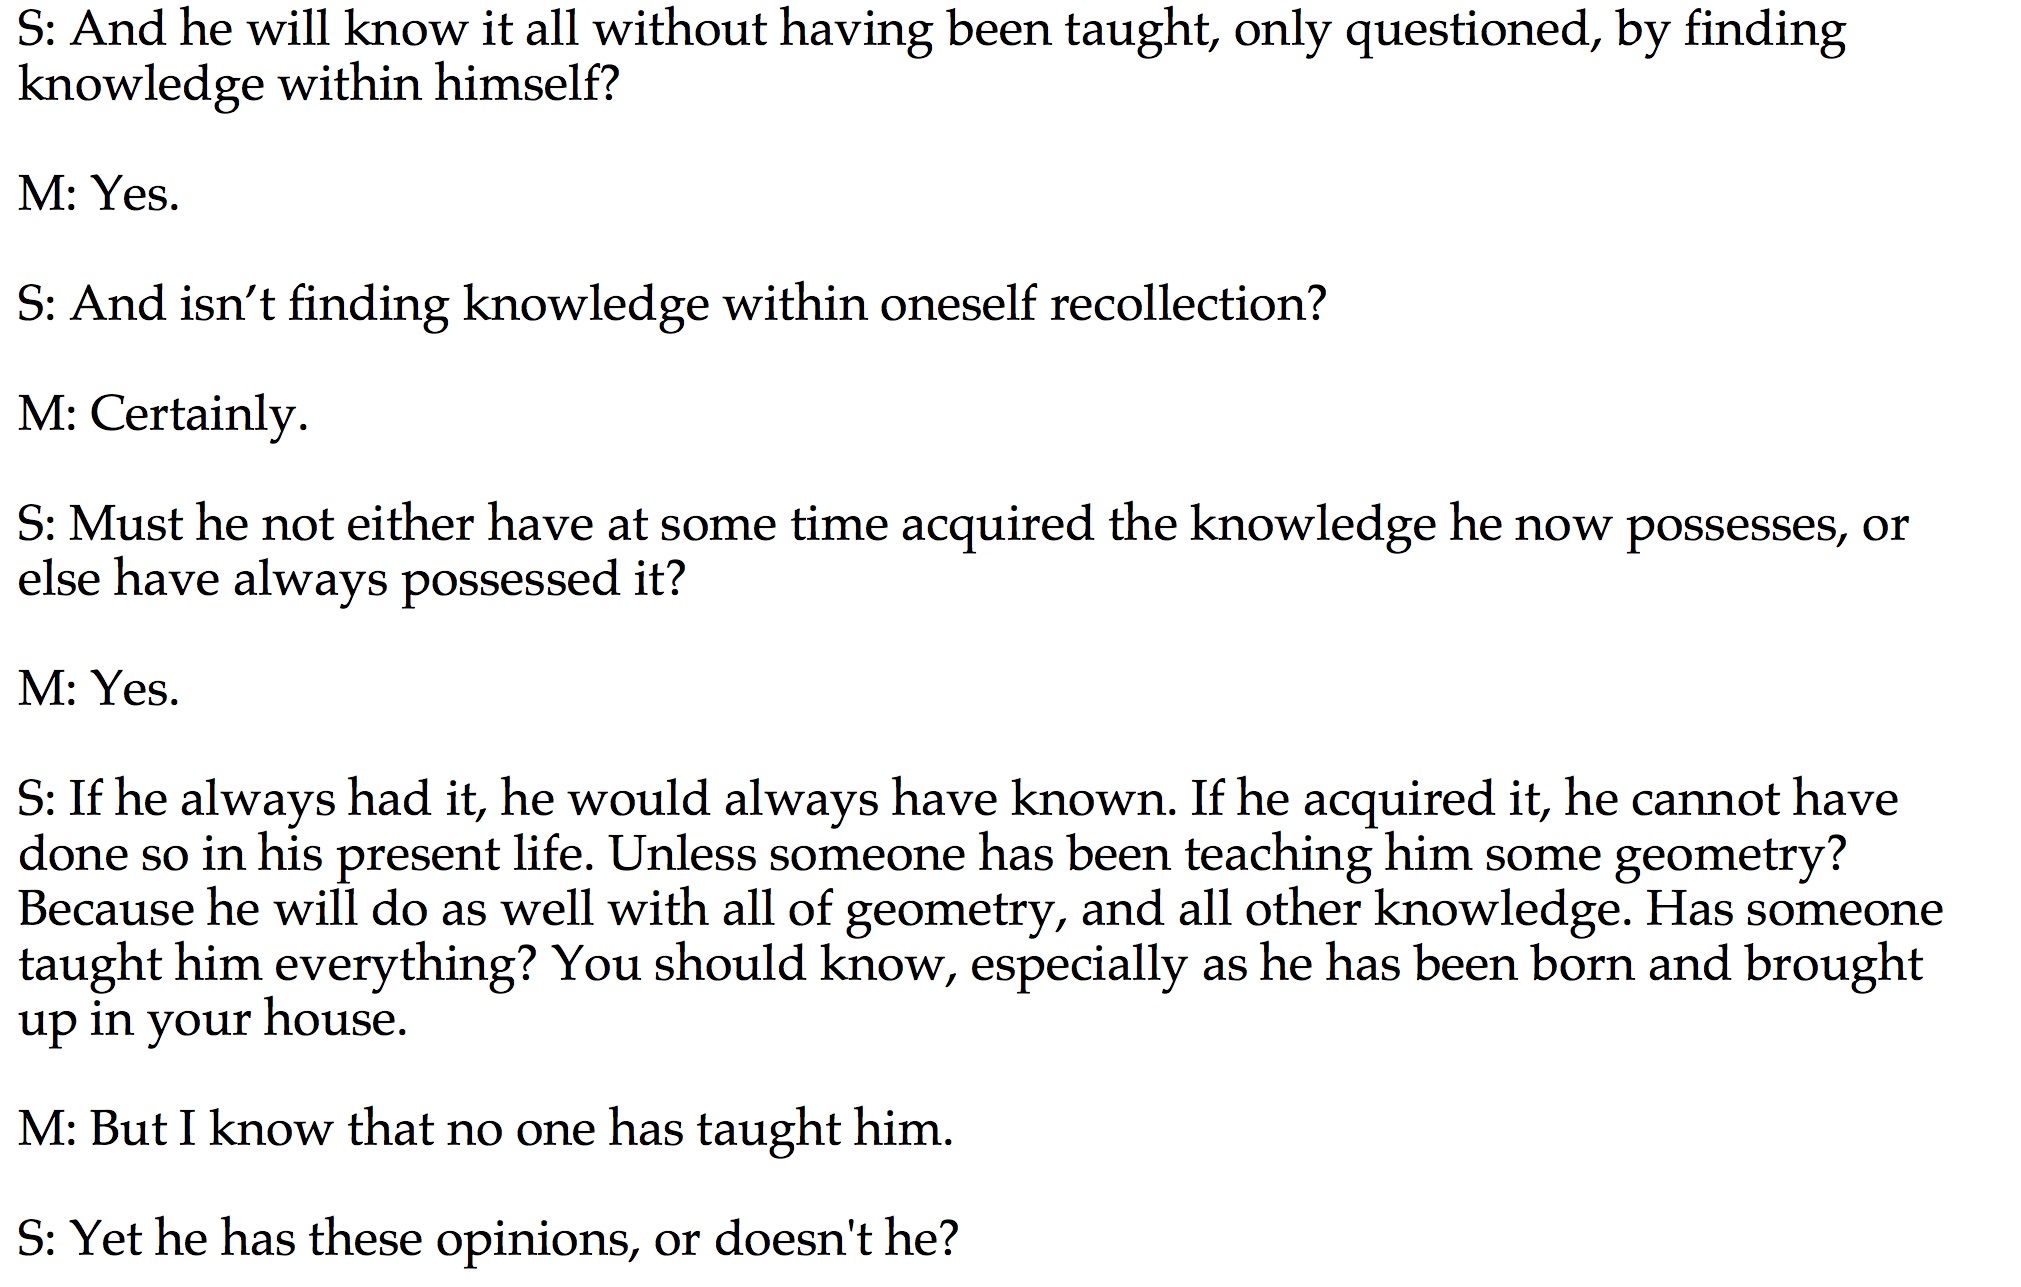 S: And he will know it all without having been taught, only questioned, by finding
knowledge within himself?
M: Yes.
S: And isn’t finding knowledge within oneself recollection?
M: Certainly.
S: Must he not either have at some time acquired the knowledge he now possesses, or
else have always possessed it?
M: Yes.
S: If he always had it, he would always have known. If he acquired it, he cannot have
done so in his present life. Unless someone has been teaching him some geometry?
Because he will do as well with all of geometry, and all other knowledge. Has someone
taught him everything? You should know, especially as he has been born and brought
up in your house.
M: But I know that no one has taught him.
S: Yet he has these opinions, or doesn't he?